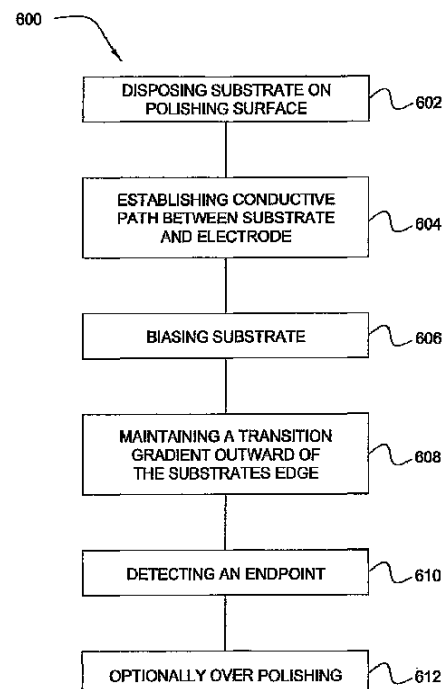 600
DISPOSING SUBSTRATE ON
POLISHING SURFACE
602
ESTABLISHING CONDUCTIVE
PATH BETWEEN SUBSTRATE
AND ELECTRODE
604
BIASING SUBSTRATE
606
MAINTAINING A TRANSITION
GRADIENT OUTWARD OF
THE SUBSTRATES EDGE
608
DETECTING AN ENDPOINT
610
OPTIONALLY OVER POLISHING
612